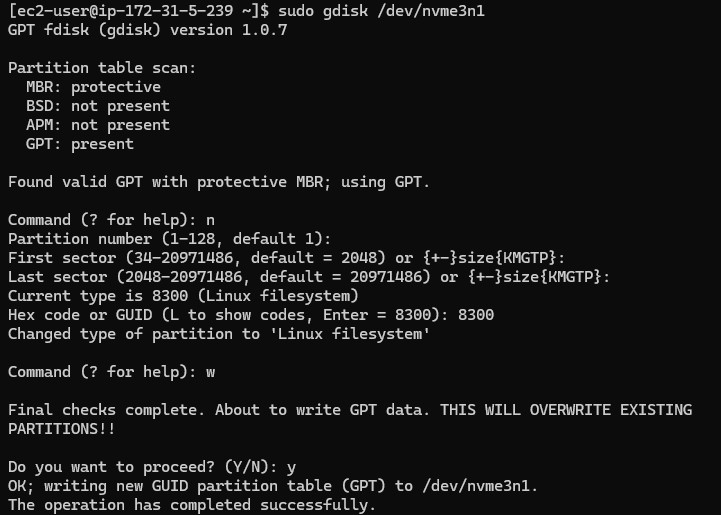 [ec2-user@ip-172-31-5-239 ~]$ sudo gdisk /dev/nvme3n1
GPT fdisk (gdisk) version 1.0.7

Partition table scan:
  MBR: protective
  BSD: not present
  APM: not present
  GPT: present

Found valid GPT with protective MBR; using GPT.

Command (? for help): n
Partition number (1-128, default 1):
First sector (34-20971486, default = 2048) or {+-}size{KMGTP}:
Last sector (2048-20971486, default = 20971486) or {+-}size{KMGTP}:
Current type is 8300 (Linux filesystem)
Hex code or GUID (L to show codes, Enter = 8300): 8300
Changed type of partition to 'Linux filesystem'

Command (? for help): w

Final checks complete. About to write GPT data. THIS WILL OVERWRITE EXISTING
PARTITIONS!!

Do you want to proceed? (Y/N): y
OK; writing new GUID partition table (GPT) to /dev/nvme3n1.
The operation has completed successfully.